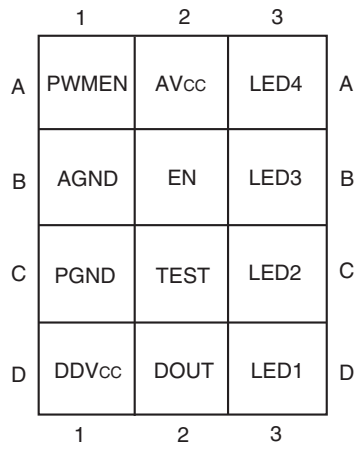 1 2 3
A PWMEN AVCC LED4 A
B AGND EN LED3 B
C PGND TEST LED2 C
D DDVCC DOUT LED1 D
1 2 3